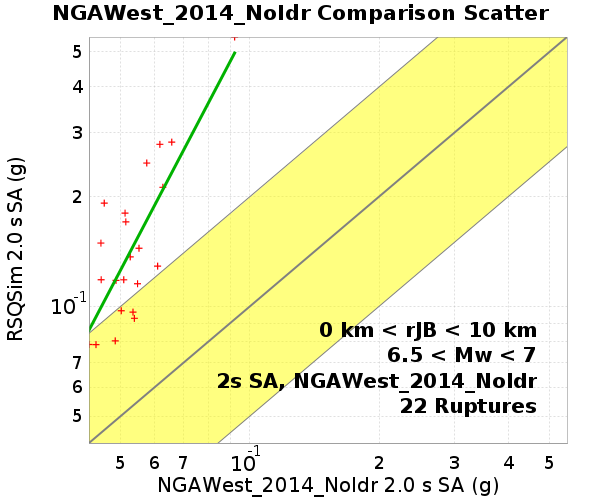 NGAWest_2014_NoIdr Comparison Scatter
RSQSim 2.0 s SA (g)
5
4
3
2
10^-1
7
6
5
0 km < rJB < 10 km
6.5 < Mw < 7
2s SA, NGAWest_2014_NoIdr
22 Ruptures
5 6 7 10^-1 2 3 4 5
NGAWest_2014_NoIdr 2.0 s SA (g)